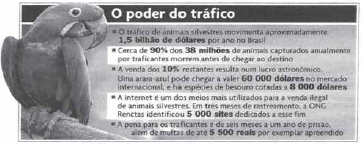 O poder do tráfico
O tráfico de animais silvestres movimenta aproximadamente
1,5 bilhão de dólares por ano no Brasil
Cerca de 90% dos 38 milhões de animais capturados anualmente
por traficantes morrem antes de chegar ao destino
A venda dos 10% restantes resulta num lucro astronômico.
Uma arara-azul pode chegar a valer 60 000 dólares no mercado
internacional, e há espécies de besouro cotadas a 8 000 dólares
A internet é um dos meios mais utilizados para a venda ilegal
de animais silvestres. Em três meses de rastreamento, a ONG
Renctas identificou 5 000 sites dedicados a esse fim
A pena para os traficantes é de seis meses a um ano de prisão,
além de multas de até 5 500 reais por exemplar apreendido